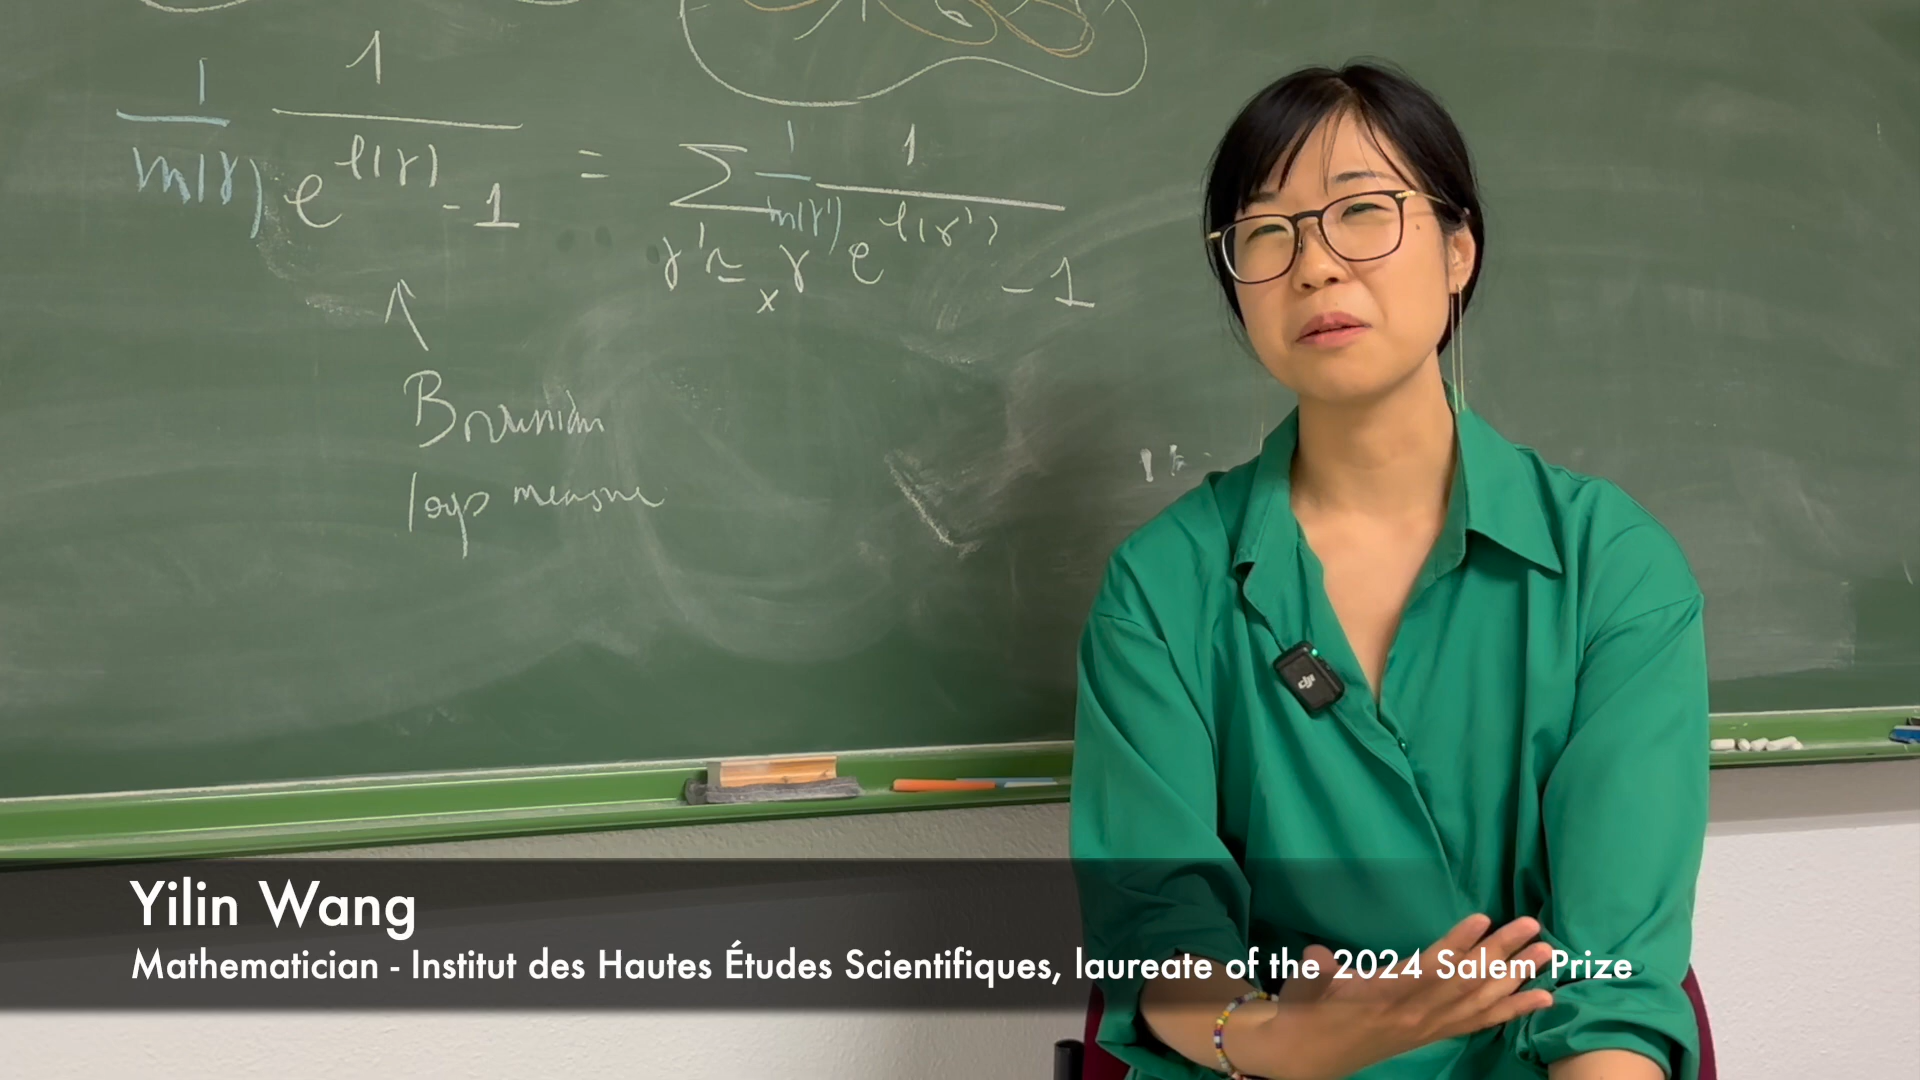 1 1
m(γ) e^ℓ(γ) - 1 = Σ 1 1
γ' ≃_x γ m(γ') e^ℓ(γ') - 1
↑
Brownian
loop measure
dji
Yilin Wang
Mathematician - Institut des Hautes Études Scientifiques, laureate of the 2024 Salem Prize